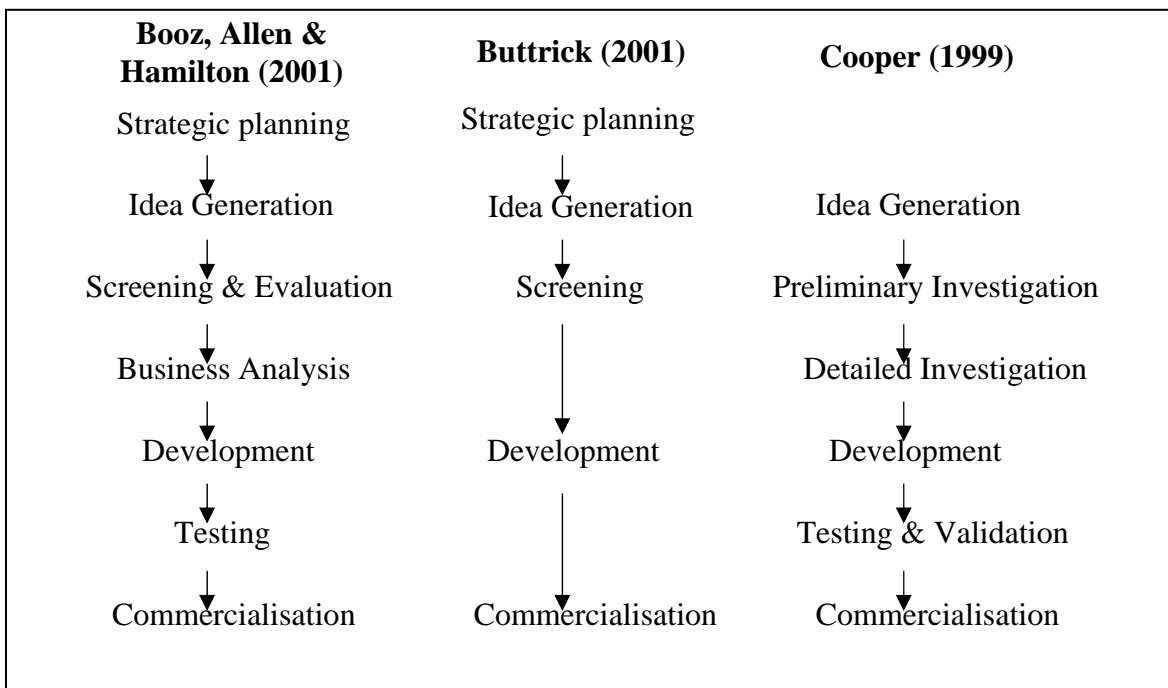 Booz, Allen &
Hamilton (2001)
Strategic planning
Idea Generation
Screening & Evaluation
Business Analysis
Development
Testing
Commercialisation
Buttrick (2001)
Strategic planning
Idea Generation
Screening
Development
Commercialisation
Cooper (1999)
Idea Generation
Preliminary Investigation
Detailed Investigation
Development
Testing & Validation
Commercialisation